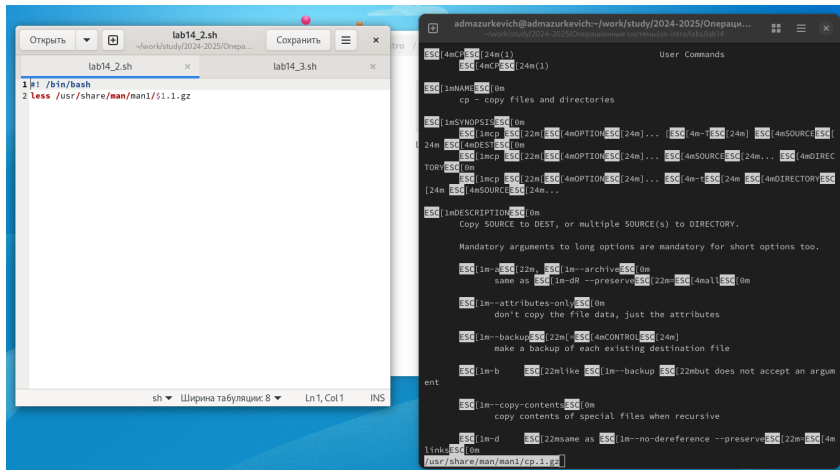 Открыть
lab14_2.sh
~/work/study/2024-2025/Onepa...
Сохранить
lab14_2.sh
lab14_3.sh
1 #! /bin/bash
2 less /usr/share/man/man1/$1.1.gz
sh
Ширина табуляции: 8
Ln 1, Col 1
INS
admazurkevich@admazurkevich:~/work/study/2024-2025/Операци...
~/work/study/2024-2025/Операционные системы/os-intro/labs/lab14
ESC[4mCPESC[24m(1) User Commands
ESC[4mCPESC[24m(1)
ESC[1mNAMEESC[0m
cp - copy files and directories
ESC[1mSYNOPSISESC[0m
ESC[1mcp ESC[22m[ESC[4mOPTIONESC[24m]... [ESC[4m-TESC[24m] ESC[4mSOURCEESC[
24m ESC[4mDESTESC[0m
ESC[1mcp ESC[22m[ESC[4mOPTIONESC[24m]... ESC[4mSOURCEESC[24m... ESC[4mDIREC
TORYESC[0m
ESC[1mcp ESC[22m[ESC[4mOPTIONESC[24m]... ESC[4m-tESC[24m ESC[4mDIRECTORYESC
[24m ESC[4mSOURCEESC[24m...
ESC[1mDESCRIPTIONESC[0m
Copy SOURCE to DEST, or multiple SOURCE(s) to DIRECTORY.
Mandatory arguments to long options are mandatory for short options too.
ESC[1m-aESC[22m, ESC[1m--archiveESC[0m
same as ESC[1m-dR --preserveESC[22m=ESC[4mallESC[0m
ESC[1m--attributes-onlyESC[0m
don't copy the file data, just the attributes
ESC[1m--backupESC[22m[=ESC[4mCONTROLESC[24m]
make a backup of each existing destination file
ESC[1m-b ESC[22mlike ESC[1m--backup ESC[22mbut does not accept an argum
ent
ESC[1m--copy-contentsESC[0m
copy contents of special files when recursive
ESC[1m-d ESC[22msame as ESC[1m--no-dereference --preserveESC[22m=ESC[4m
linksESC[0m
/usr/share/man/man1/cp.1.gz